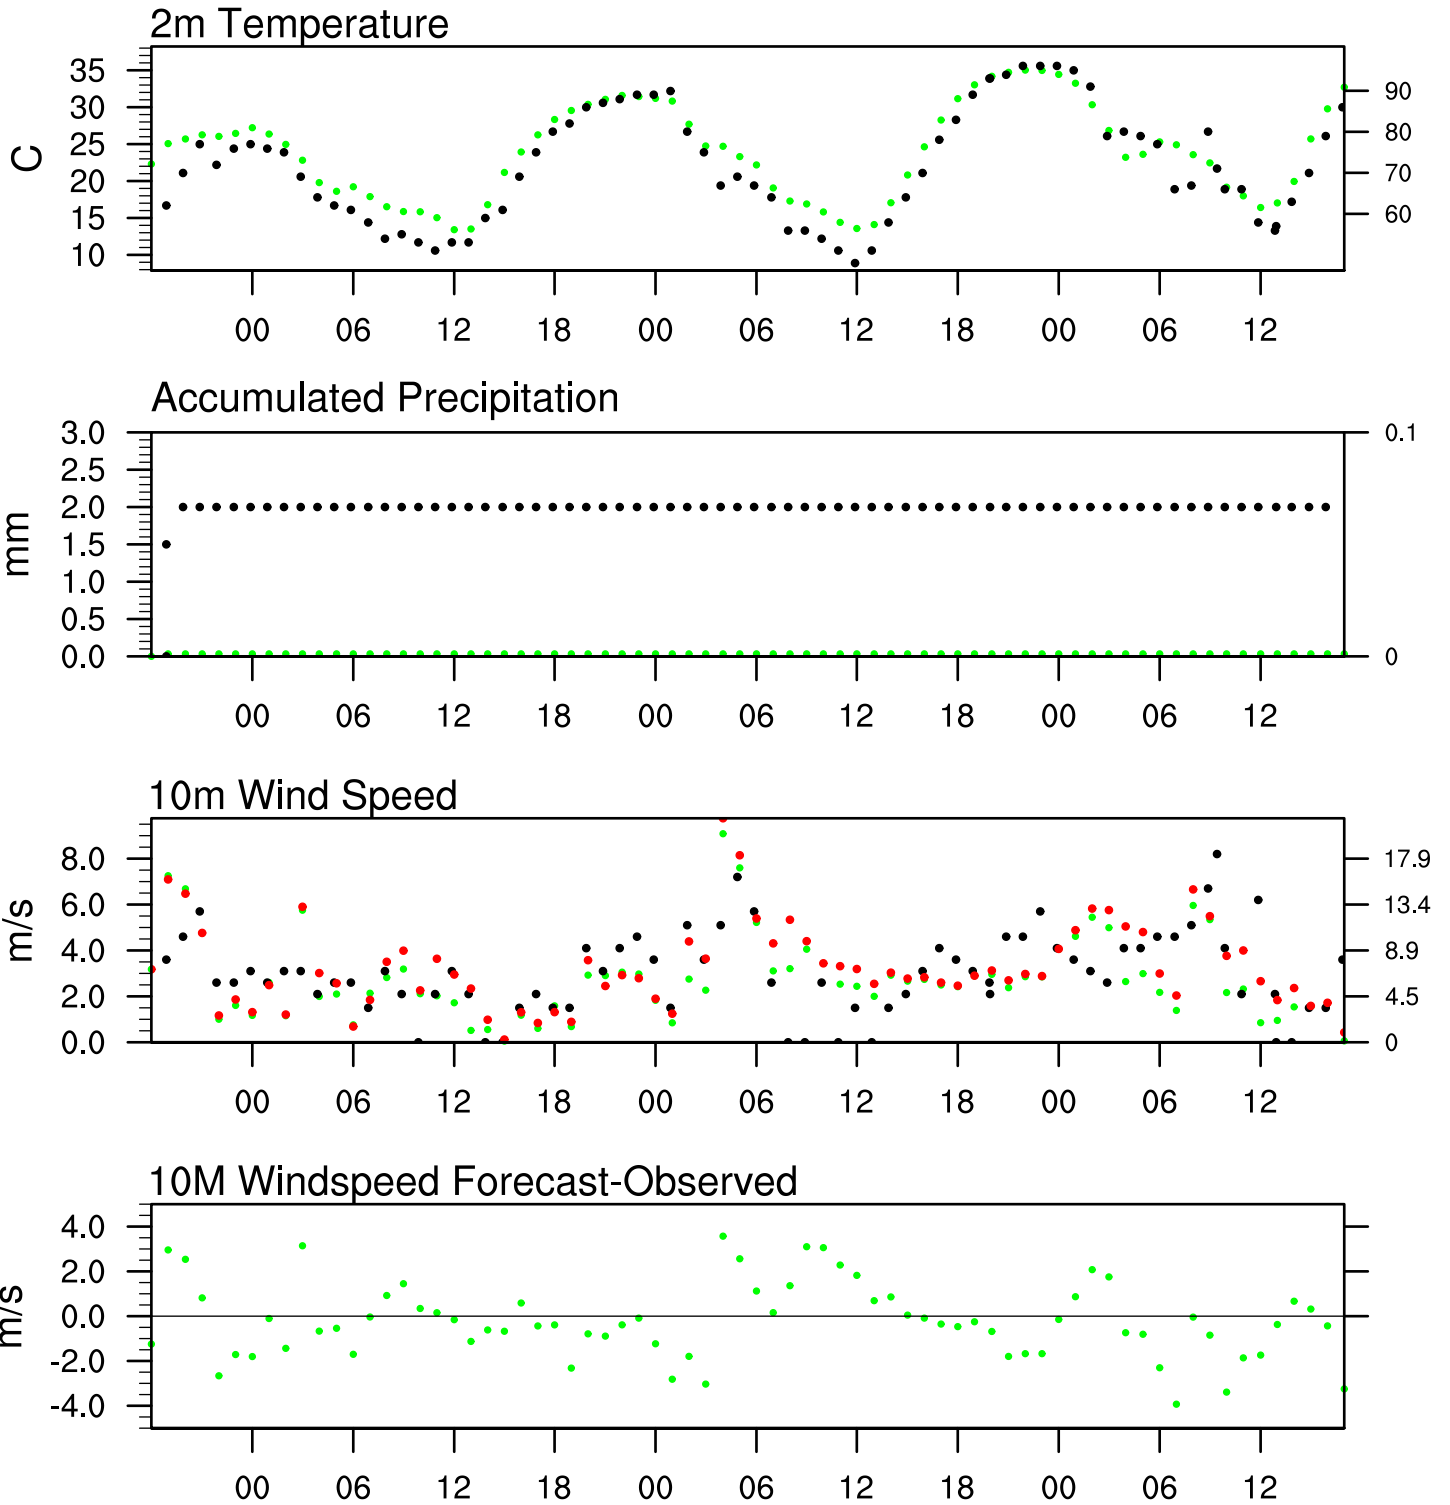 2m Temperature
35
30
25
20
15
10
C
90
80
70
60
00 06 12 18 00 06 12 18 00 06 12
Accumulated Precipitation
3.0
2.5
2.0
1.5
1.0
0.5
0.0
mm
0.1
0
00 06 12 18 00 06 12 18 00 06 12
10m Wind Speed
8.0
6.0
4.0
2.0
0.0
m/s
17.9
13.4
8.9
4.5
0
00 06 12 18 00 06 12 18 00 06 12
10M Windspeed Forecast-Observed
4.0
2.0
0.0
-2.0
-4.0
m/s
00 06 12 18 00 06 12 18 00 06 12